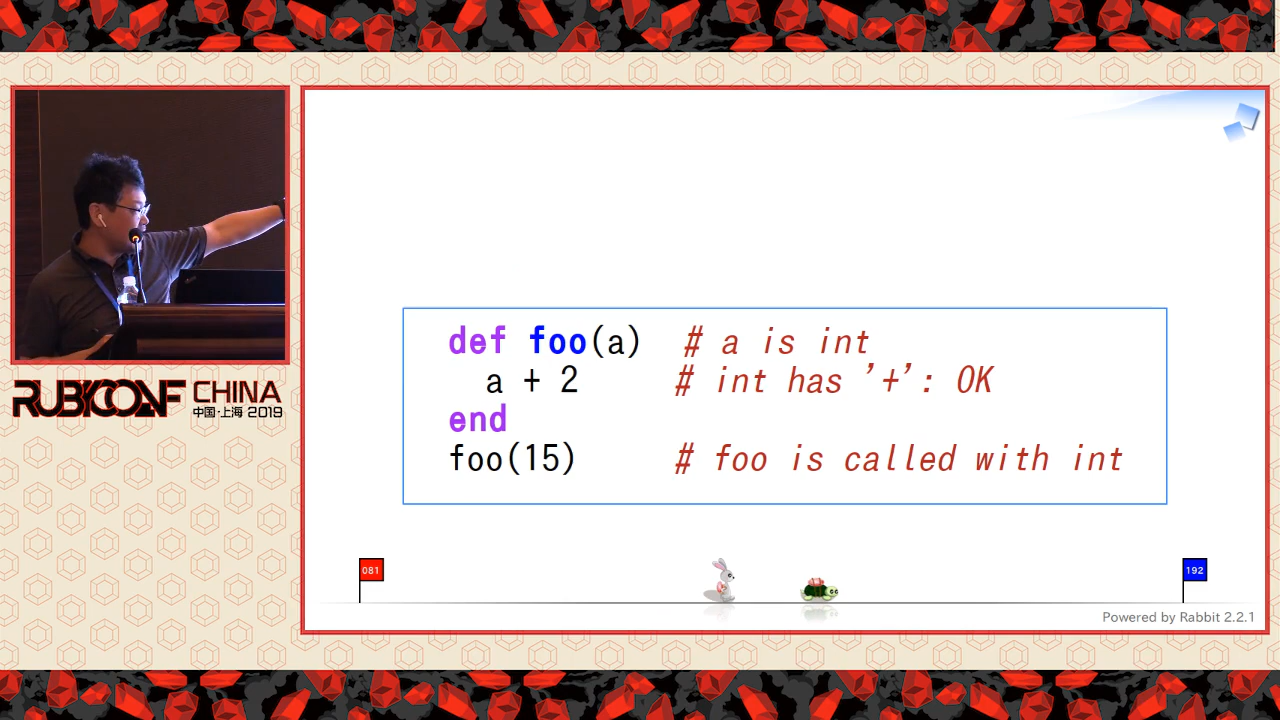 RUBYCONF CHINA
中国·上海 2019
def foo(a)  # a is int
  a + 2     # int has '+': OK
end
foo(15)     # foo is called with int
081
192
Powered by Rabbit 2.2.1